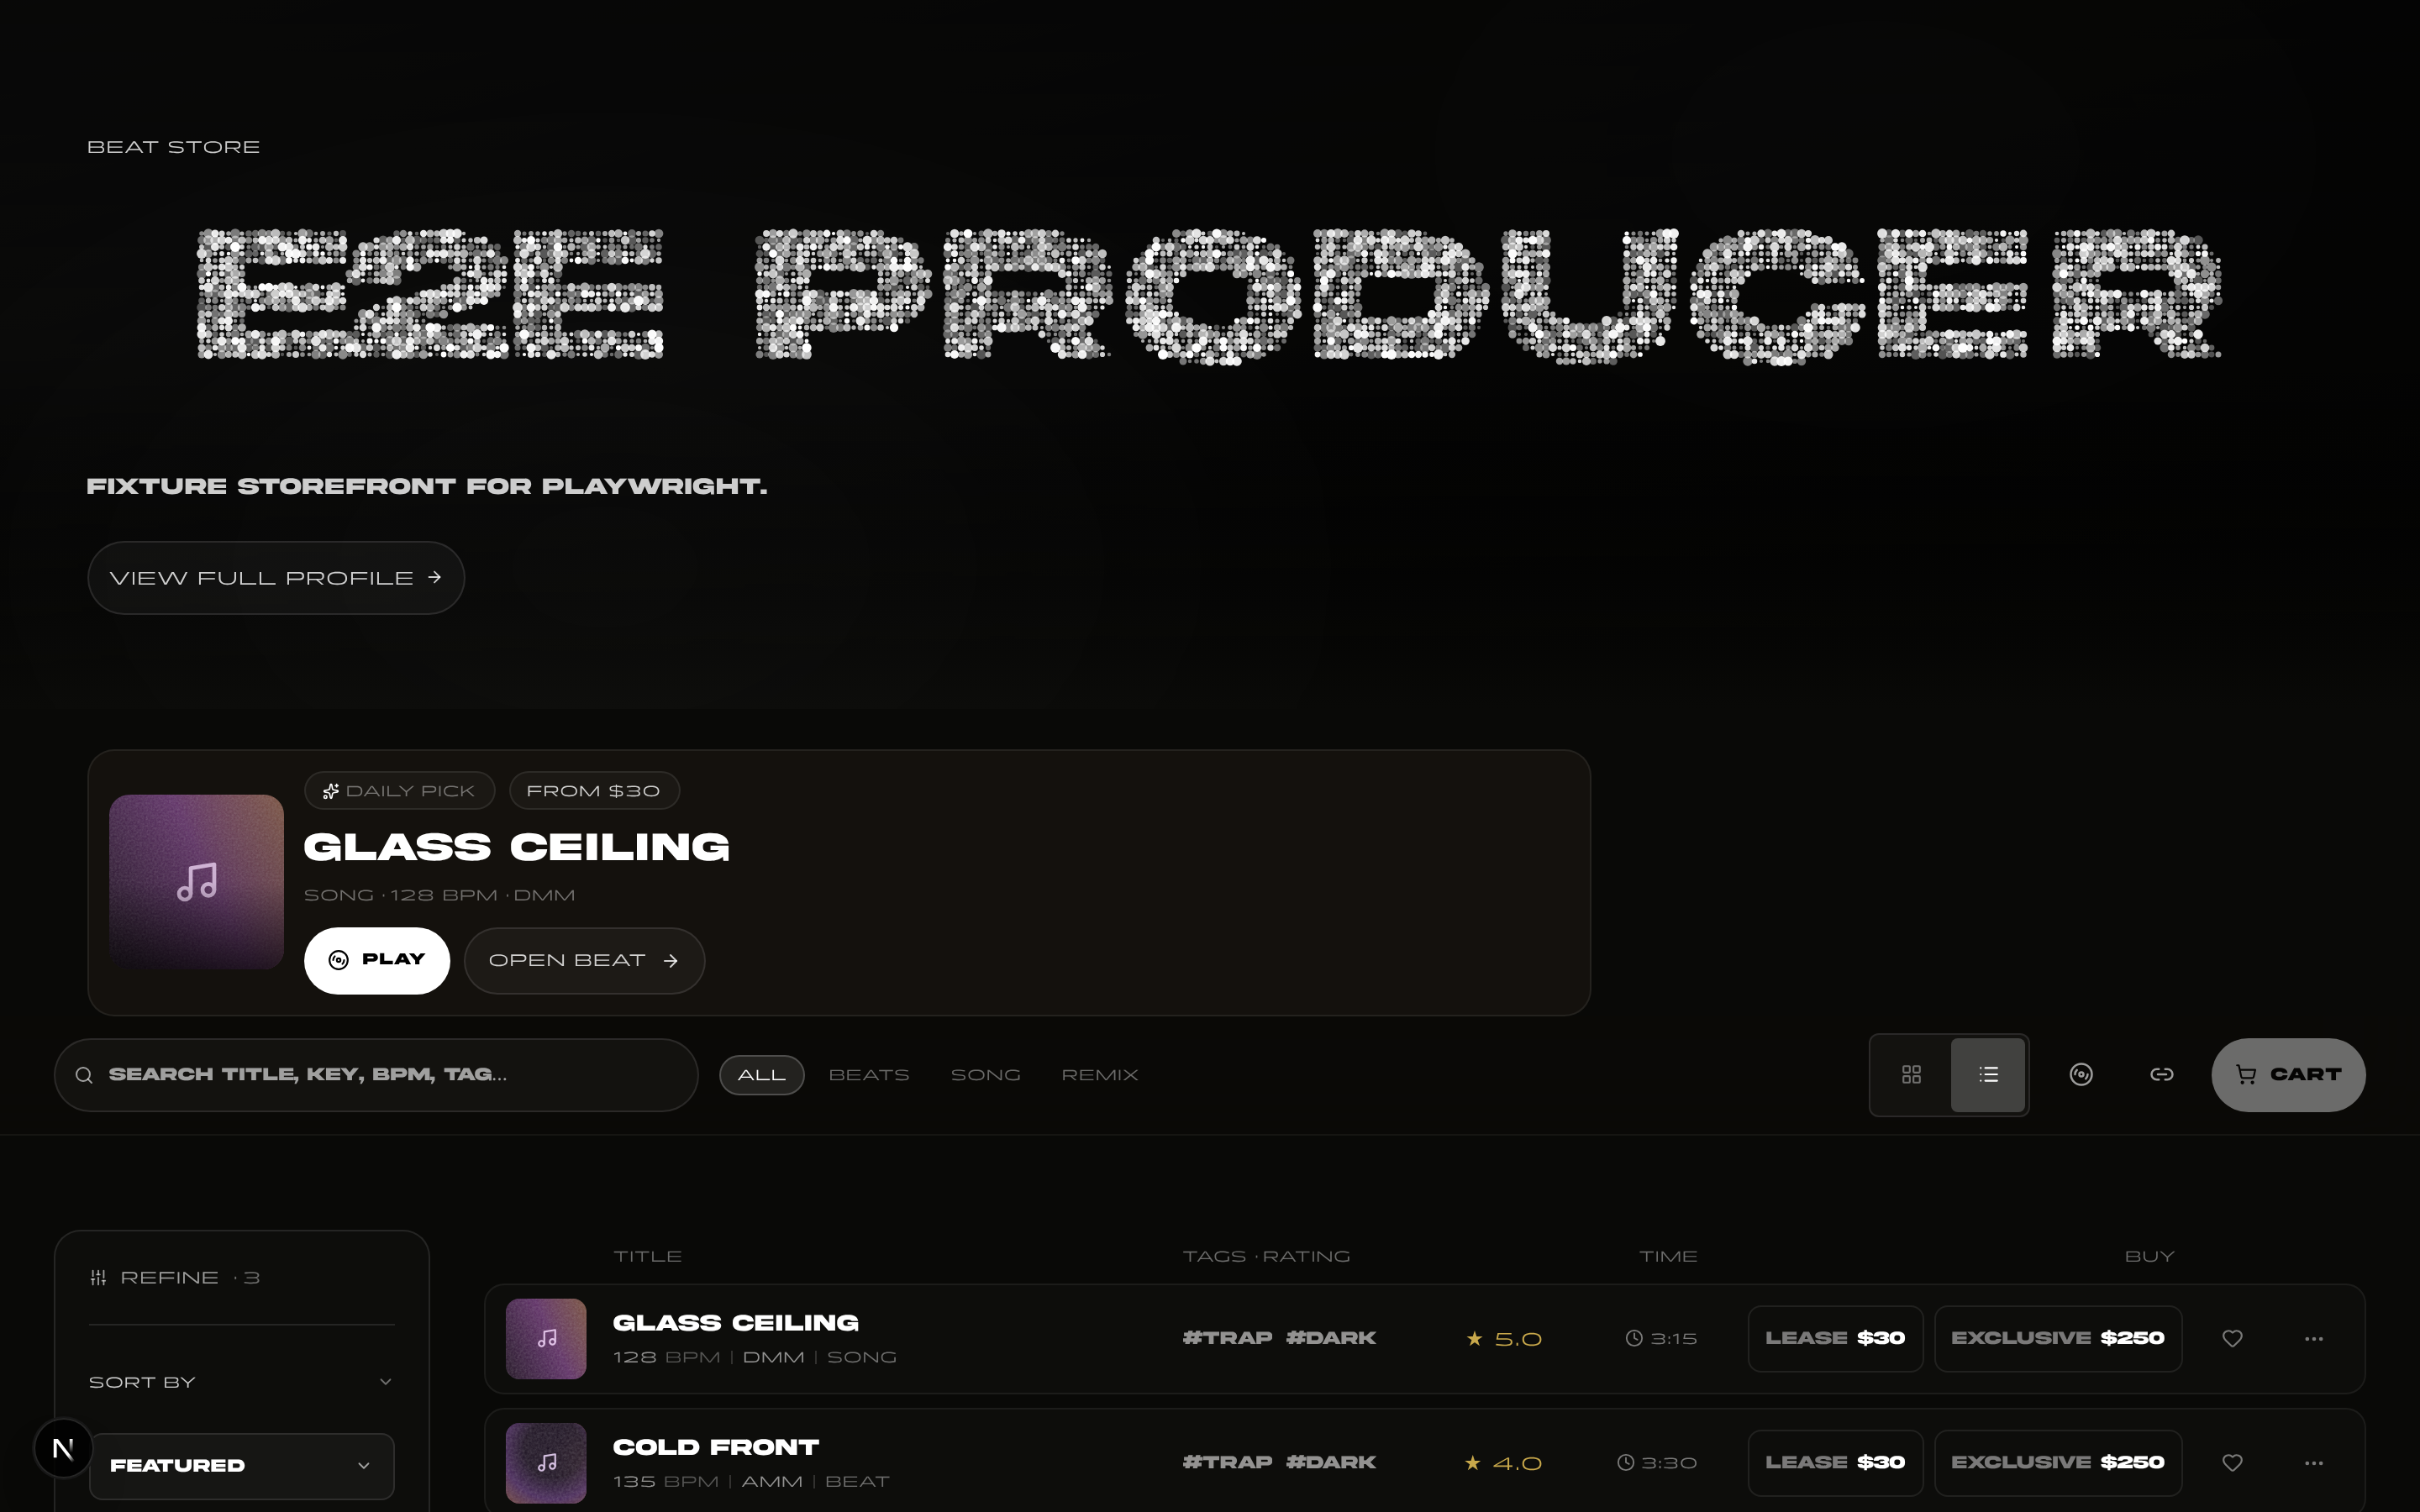 BEAT STORE
E2E PRODUCER
FIXTURE STOREFRONT FOR PLAYWRIGHT.
VIEW FULL PROFILE →
DAILY PICK
FROM $30
GLASS CEILING
SONG · 128 BPM · DMM
PLAY
OPEN BEAT →
SEARCH TITLE, KEY, BPM, TAG...
ALL BEATS SONG REMIX
CART
REFINE · 3
SORT BY
FEATURED
N
TITLE TAGS · RATING TIME BUY
GLASS CEILING
128 BPM | DMM | SONG
#TRAP #DARK ★ 5.0 3:15 LEASE $30 EXCLUSIVE $250
COLD FRONT
135 BPM | AMM | BEAT
#TRAP #DARK ★ 4.0 3:30 LEASE $30 EXCLUSIVE $250